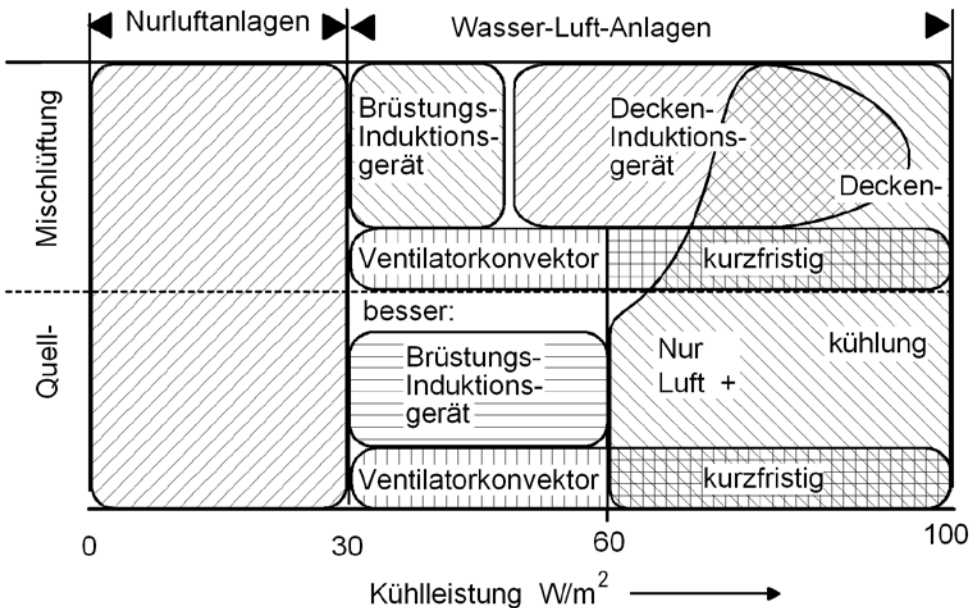 Nurluftanlagen
Wasser-Luft-Anlagen
Mischlüftung
Brüstungs-
Induktions-
gerät
Decken-
Induktions-
gerät
Decken-
Ventilatorkonvektor
kurzfristig
Quell-
besser:
Brüstungs-
Induktions-
gerät
Nur
Luft +
kühlung
Ventilatorkonvektor
kurzfristig
0
30
60
100
Kühlleistung W/m²